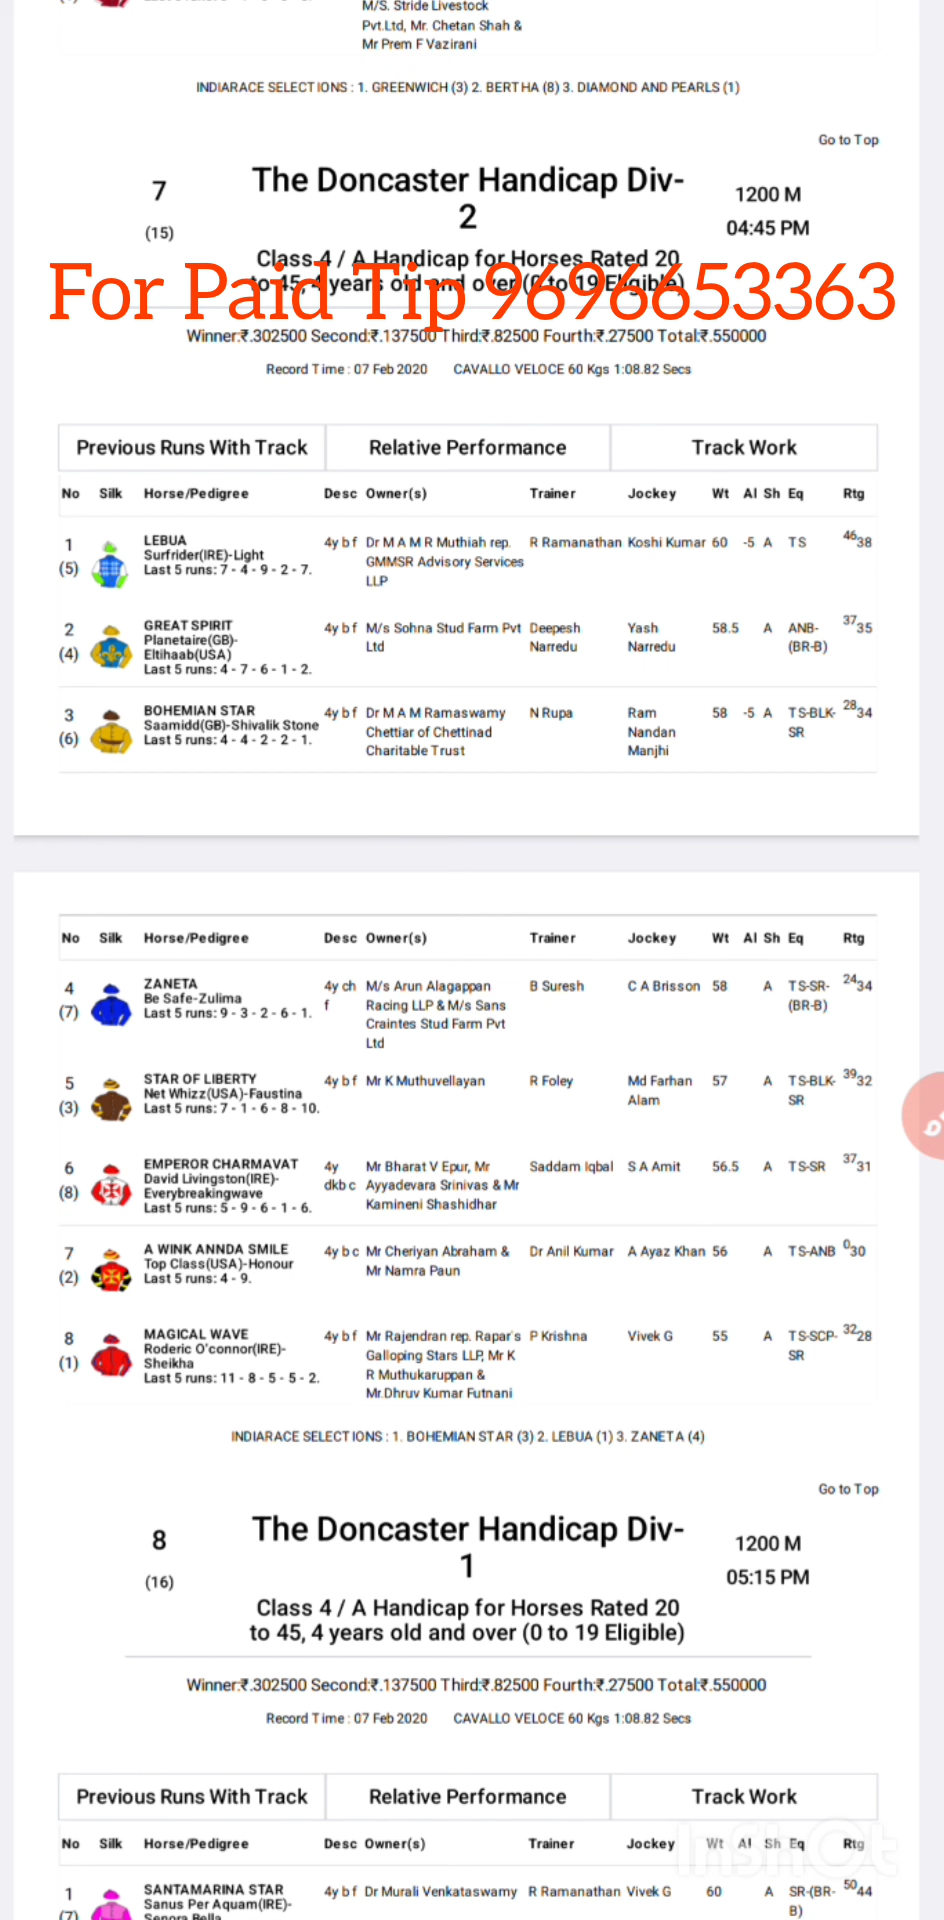 M/S. Stride Livestock
Pvt.Ltd, Mr. Chetan Shah &
Mr Prem F Vazirani
INDIARACE SELECTIONS : 1. GREENWICH (3) 2. BERTHA (8) 3. DIAMOND AND PEARLS (1)
Go to Top
7
(15)
The Doncaster Handicap Div-
2
1200 M
04:45 PM
Class 4 / A Handicap for Horses Rated 20
to 45, 4 years old and over (0 to 19 Eligible)
For Paid Tip 9696653363
Winner:₹.302500 Second:₹.137500 Third:₹.82500 Fourth:₹.27500 Total:₹.550000
Record Time : 07 Feb 2020 CAVALLO VELOCE 60 Kgs 1:08.82 Secs
Previous Runs With Track Relative Performance Track Work
No Silk Horse/Pedigree Desc Owner(s) Trainer Jockey Wt Al Sh Eq Rtg
1 LEBUA 4y b f Dr M A M R Muthiah rep. R Ramanathan Koshi Kumar 60 -5 A TS 46 38
(5) Surfrider(IRE)-Light GMMSR Advisory Services
Last 5 runs: 7 - 4 - 9 - 2 - 7. LLP
2 GREAT SPIRIT 4y b f M/s Sohna Stud Farm Pvt Deepesh Yash 58.5 A ANB- 37 35
(4) Planetaire(GB)- Ltd Narredu Narredu (BR-B)
Eltihaab(USA)
Last 5 runs: 4 - 7 - 6 - 1 - 2.
3 BOHEMIAN STAR 4y b f Dr M A M Ramaswamy N Rupa Ram 58 -5 A TS-BLK- 28 34
(6) Saamidd(GB)-Shivalik Stone Chettiar of Chettinad Nandan SR
Last 5 runs: 4 - 4 - 2 - 2 - 1. Charitable Trust Manjhi
No Silk Horse/Pedigree Desc Owner(s) Trainer Jockey Wt Al Sh Eq Rtg
4 ZANETA 4y ch M/s Arun Alagappan B Suresh C A Brisson 58 A TS-SR- 24 34
(7) Be Safe-Zulima f Racing LLP & M/s Sans (BR-B)
Last 5 runs: 9 - 3 - 2 - 6 - 1. Craintes Stud Farm Pvt
Ltd
5 STAR OF LIBERTY 4y b f Mr K Muthuvellayan R Foley Md Farhan 57 A TS-BLK- 39 32
(3) Net Whizz(USA)-Faustina Alam SR
Last 5 runs: 7 - 1 - 6 - 8 - 10.
6 EMPEROR CHARMAVAT 4y Mr Bharat V Epur, Mr Saddam Iqbal S A Amit 56.5 A TS-SR 37 31
(8) David Livingston(IRE)- dkb c Ayyadevara Srinivas & Mr
Everybreakingwave Kamineni Shashidhar
Last 5 runs: 5 - 9 - 6 - 1 - 6.
7 A WINK ANNDA SMILE 4y b c Mr Cheriyan Abraham & Dr Anil Kumar A Ayaz Khan 56 A TS-ANB 0 30
(2) Top Class(USA)-Honour Mr Namra Paun
Last 5 runs: 4 - 9.
8 MAGICAL WAVE 4y b f Mr Rajendran rep. Rapar's P Krishna Vivek G 55 A TS-SCP- 32 28
(1) Roderic O'connor(IRE)- Galloping Stars LLP, Mr K SR
Sheikha R Muthukaruppan &
Last 5 runs: 11 - 8 - 5 - 5 - 2. Mr.Dhruv Kumar Futnani
INDIARACE SELECTIONS : 1. BOHEMIAN STAR (3) 2. LEBUA (1) 3. ZANETA (4)
Go to Top
8
(16)
The Doncaster Handicap Div-
1
1200 M
05:15 PM
Class 4 / A Handicap for Horses Rated 20
to 45, 4 years old and over (0 to 19 Eligible)
Winner:₹.302500 Second:₹.137500 Third:₹.82500 Fourth:₹.27500 Total:₹.550000
Record Time : 07 Feb 2020 CAVALLO VELOCE 60 Kgs 1:08.82 Secs
Previous Runs With Track Relative Performance Track Work
No Silk Horse/Pedigree Desc Owner(s) Trainer Jockey Wt Al Sh Eq Rtg
InShOt
1 SANTAMARINA STAR 4y b f Dr Murali Venkataswamy R Ramanathan Vivek G 60 A SR-(BR- 50 44
(7) Sanus Per Aquam(IRE)- B)